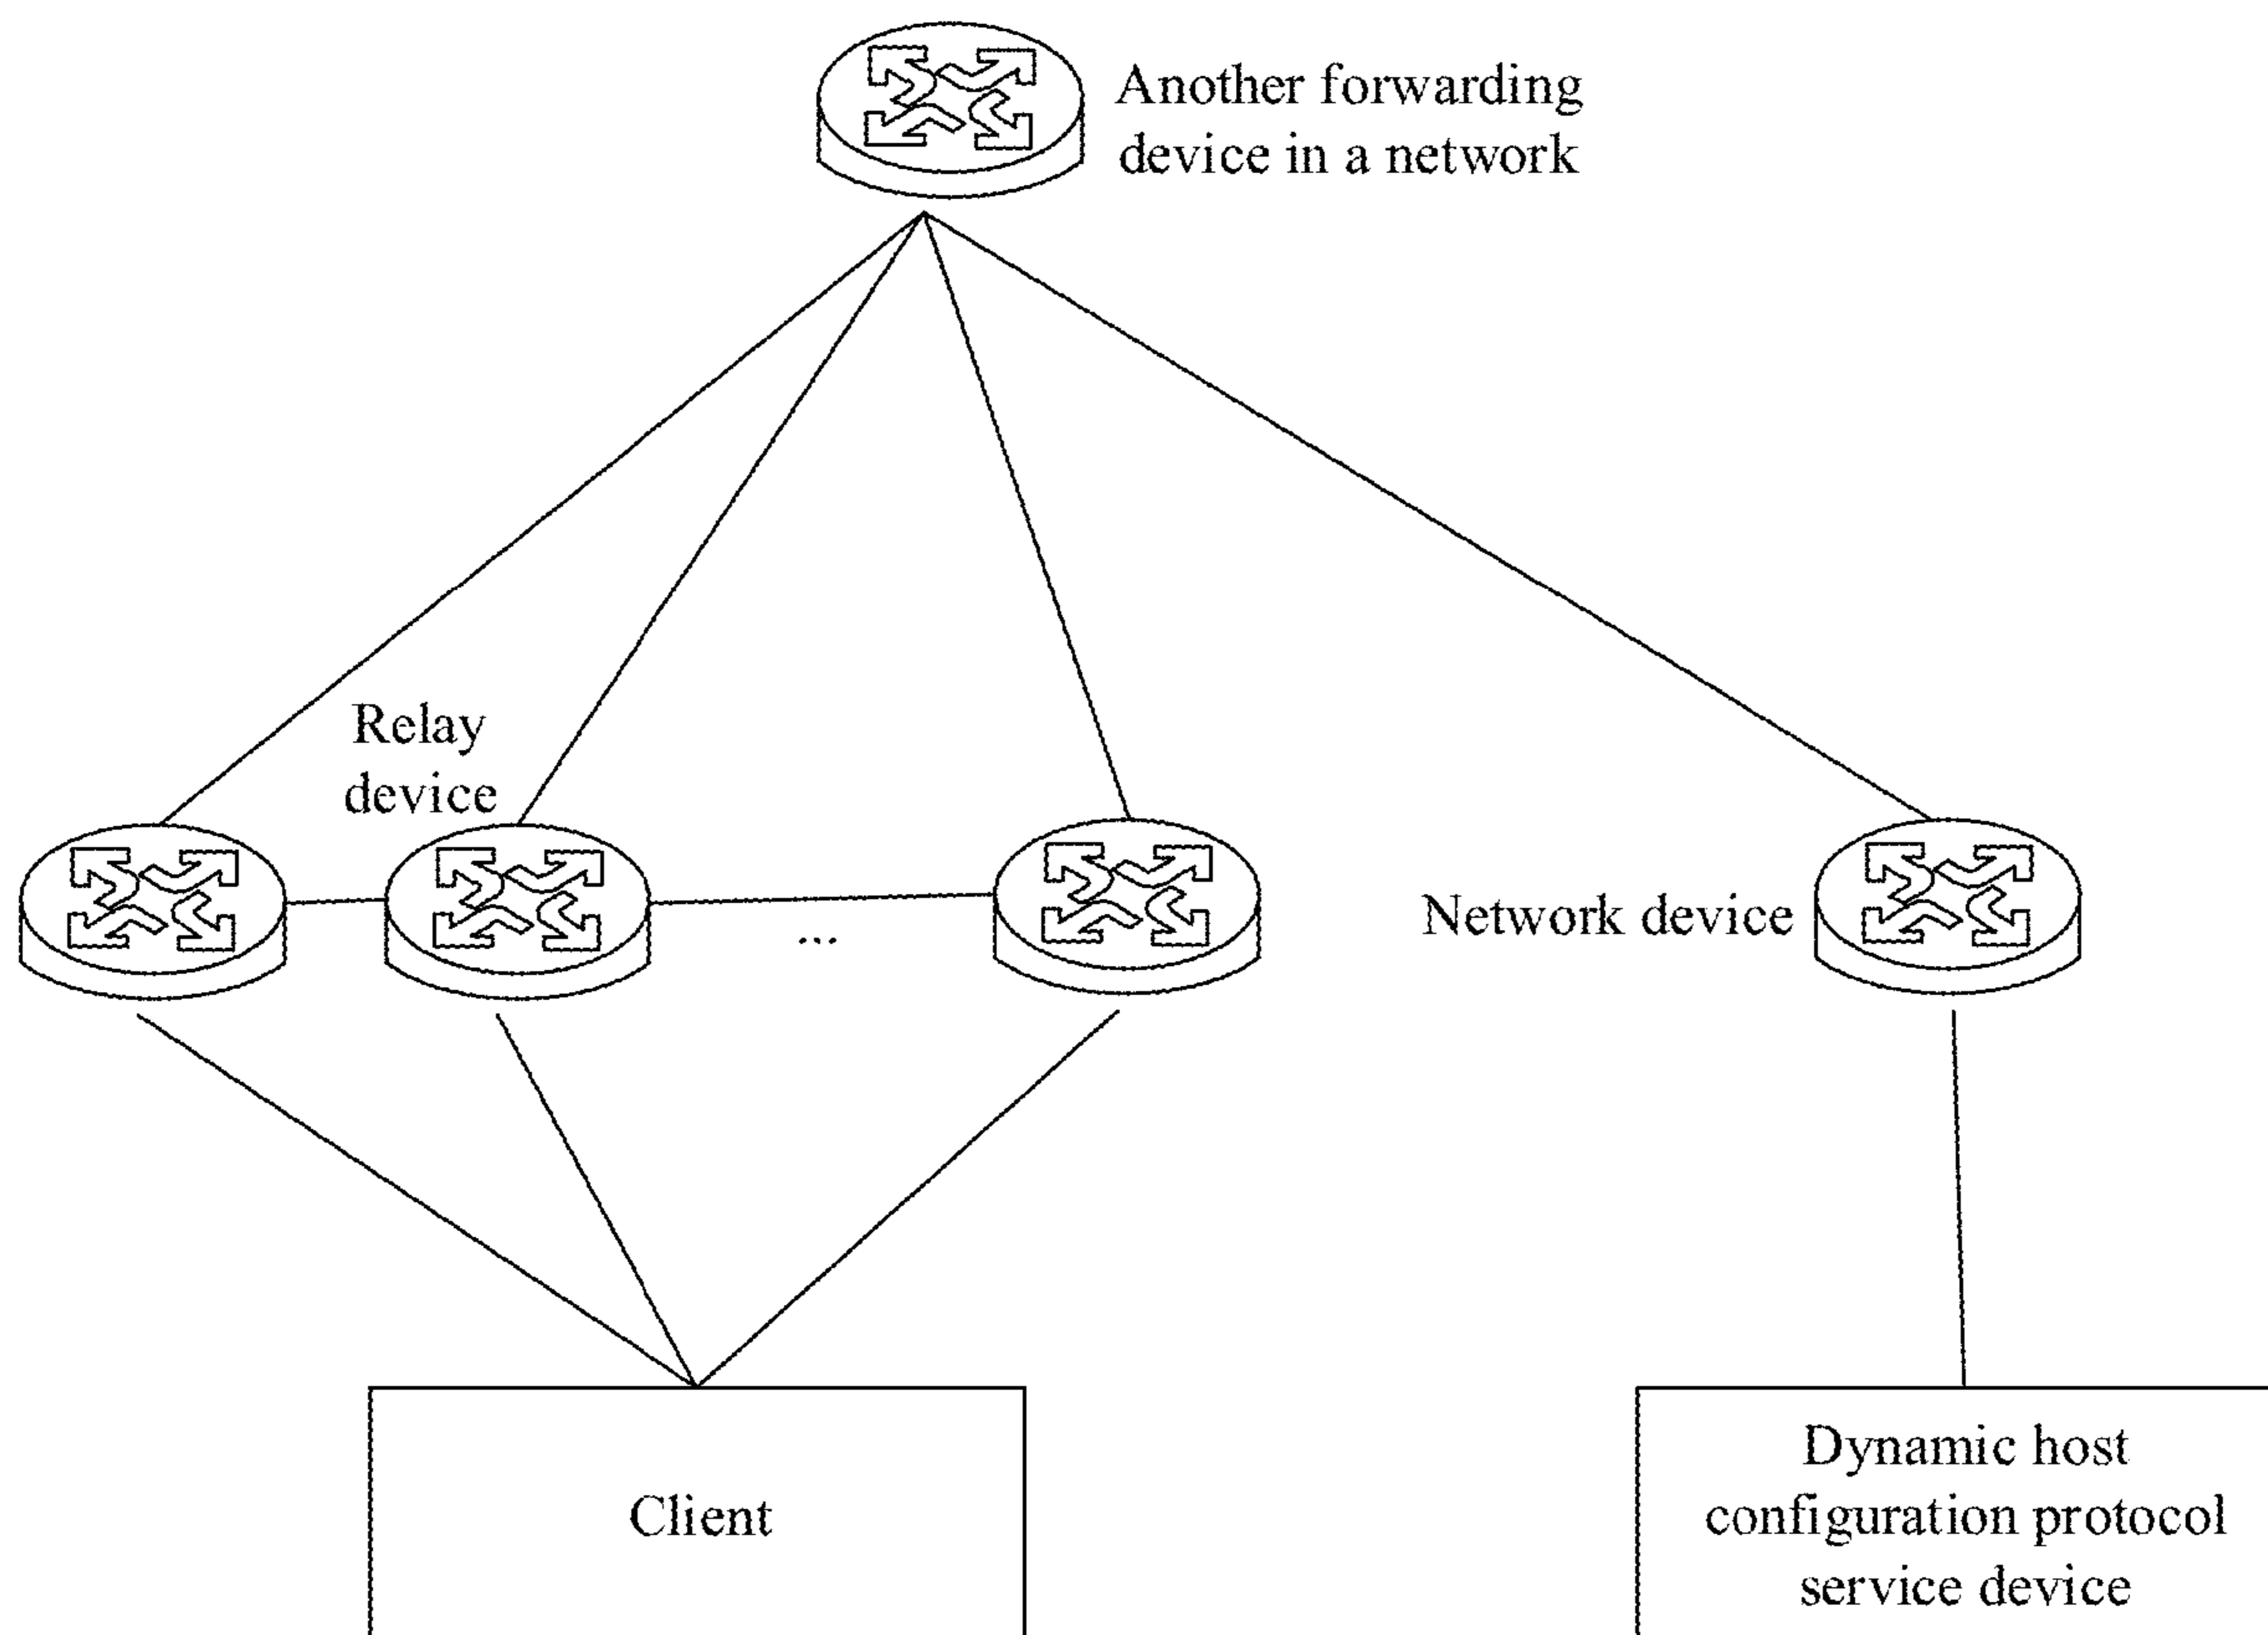 Another forwarding
device in a network
Relay
device
...
Network device
Client
Dynamic host
configuration protocol
service device